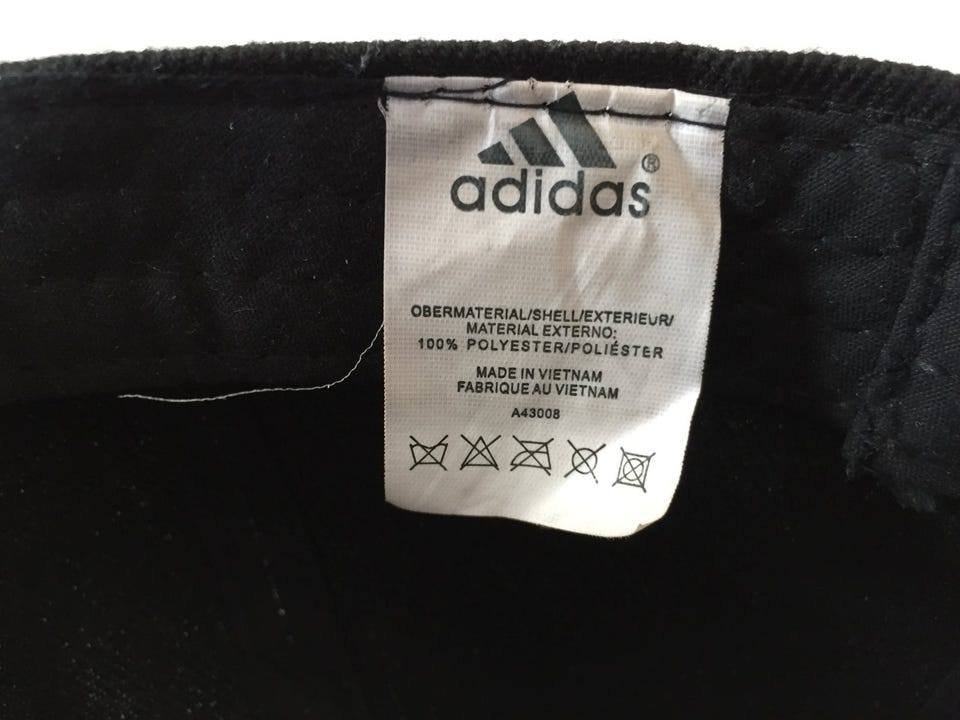 adidas®
OBERMATERIAL/SHELL/EXTERIEUR/
MATERIAL EXTERNO:
100% POLYESTER/POLIÉSTER
MADE IN VIETNAM
FABRIQUE AU VIETNAM
A43008